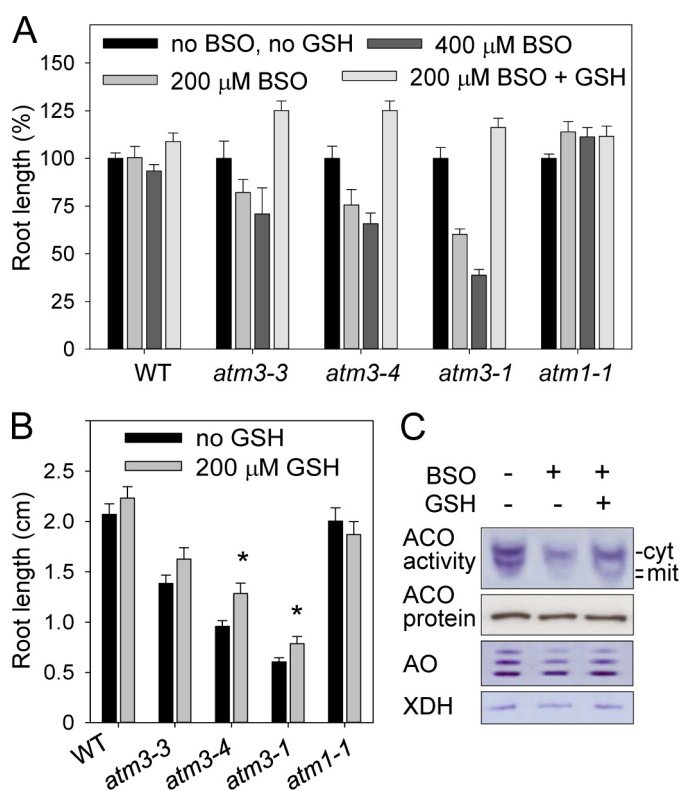 A
no BSO, no GSH
400 μM BSO
200 μM BSO
200 μM BSO + GSH
Root length (%)
150
125
100
75
50
25
0
WT
atm3-3
atm3-4
atm3-1
atm1-1
B
no GSH
200 μM GSH
Root length (cm)
2.5
2.0
1.5
1.0
0.5
0
*
*
WT
atm3-3
atm3-4
atm3-1
atm1-1
C
BSO - + +
GSH - - +
ACO
activity
-cyt
=mit
ACO
protein
AO
XDH